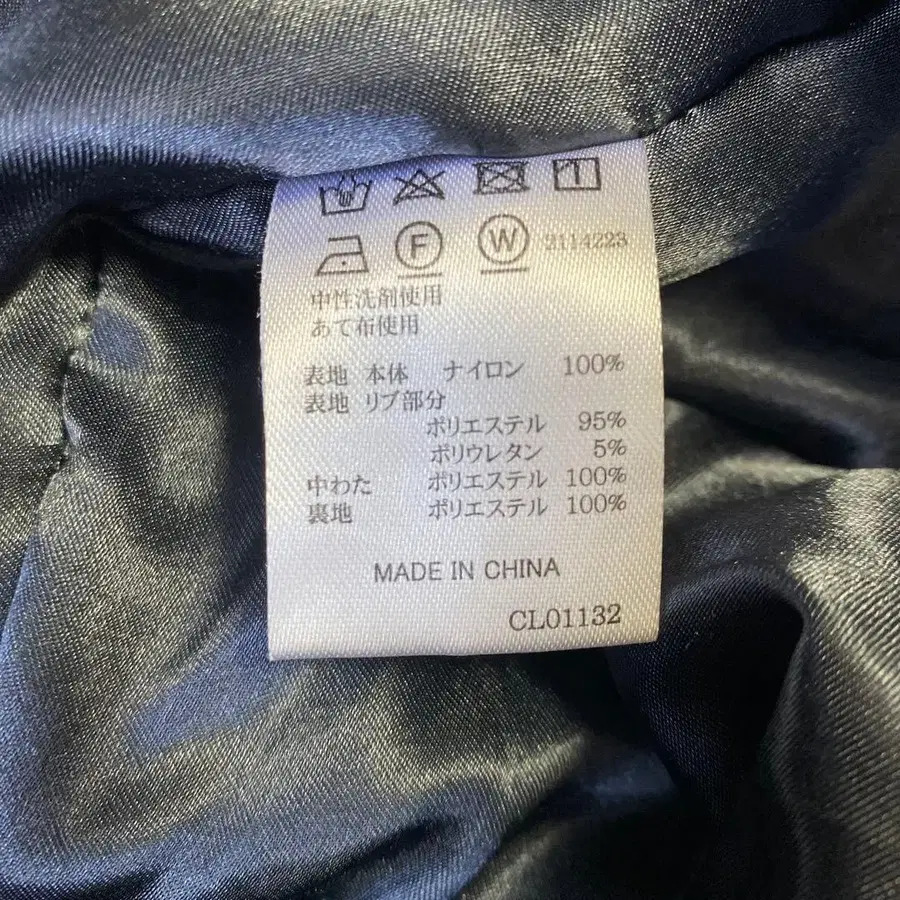 F W 2114223
中性洗剤使用
あて布使用
表地 本体 ナイロン 100%
表地 リブ部分
ポリエステル 95%
ポリウレタン 5%
中わた ポリエステル 100%
裏地 ポリエステル 100%
MADE IN CHINA
CL01132